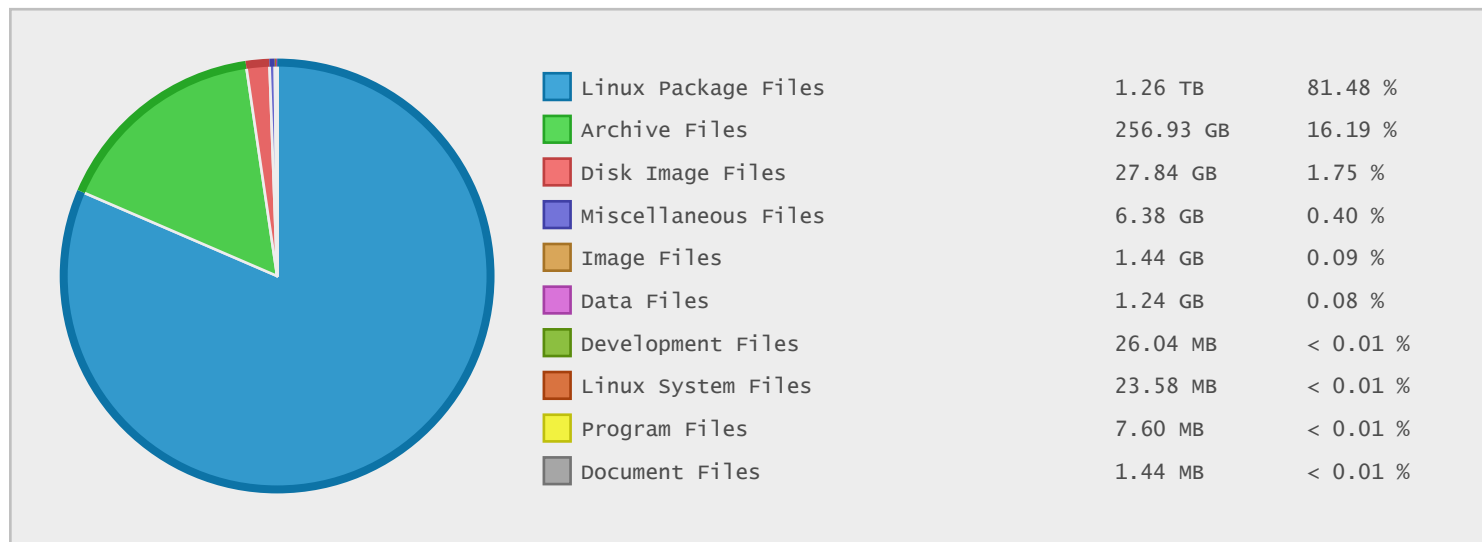 Linux Package Files 1.26 TB 81.48 %
Archive Files 256.93 GB 16.19 %
Disk Image Files 27.84 GB 1.75 %
Miscellaneous Files 6.38 GB 0.40 %
Image Files 1.44 GB 0.09 %
Data Files 1.24 GB 0.08 %
Development Files 26.04 MB < 0.01 %
Linux System Files 23.58 MB < 0.01 %
Program Files 7.60 MB < 0.01 %
Document Files 1.44 MB < 0.01 %